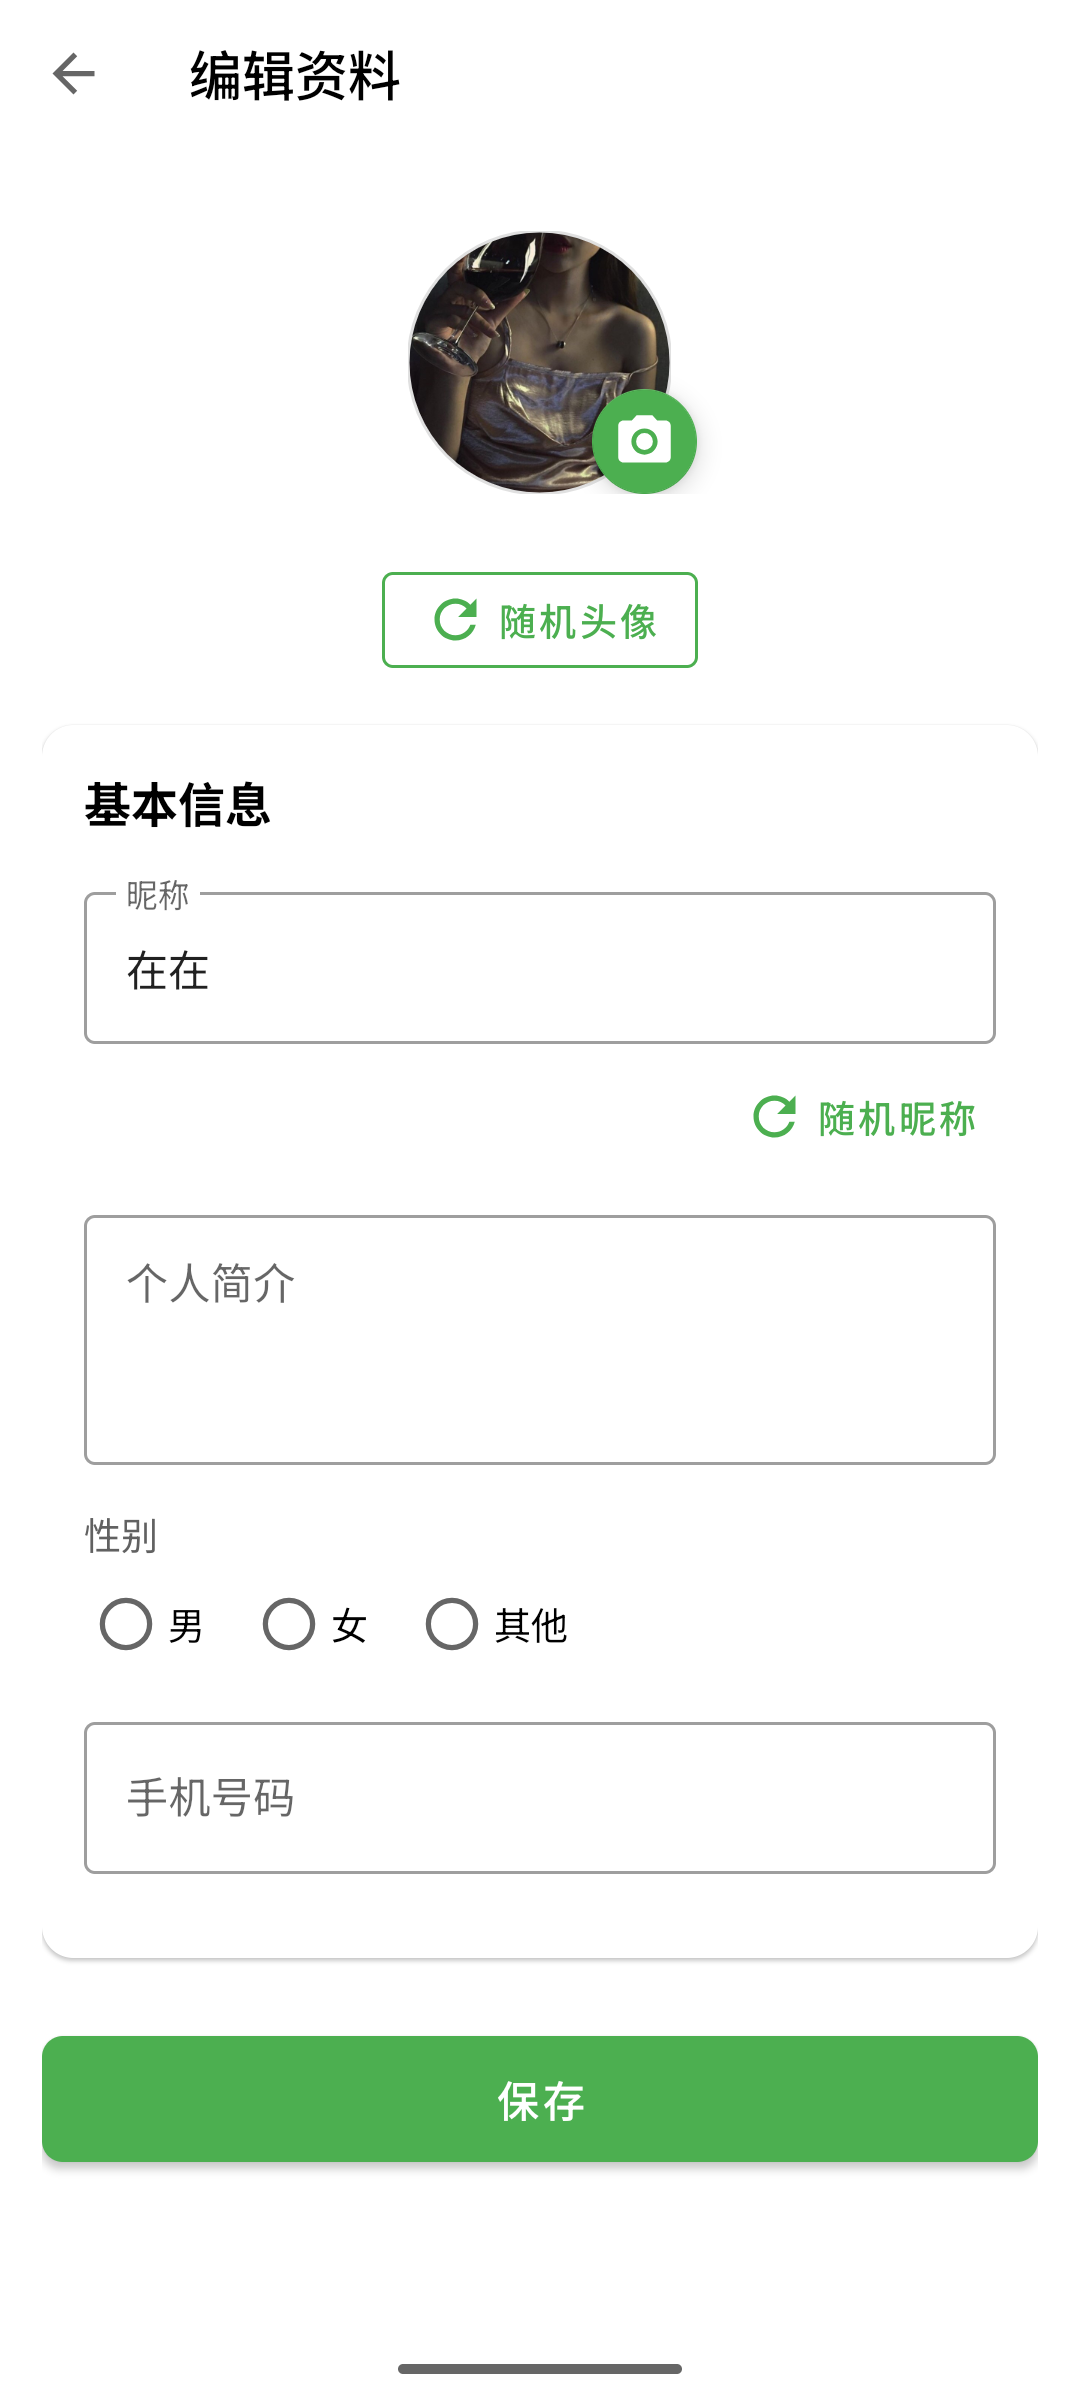 编辑资料
随机头像
基本信息
昵称
在在
随机昵称
个人简介
性别
男 女 其他
手机号码
保存